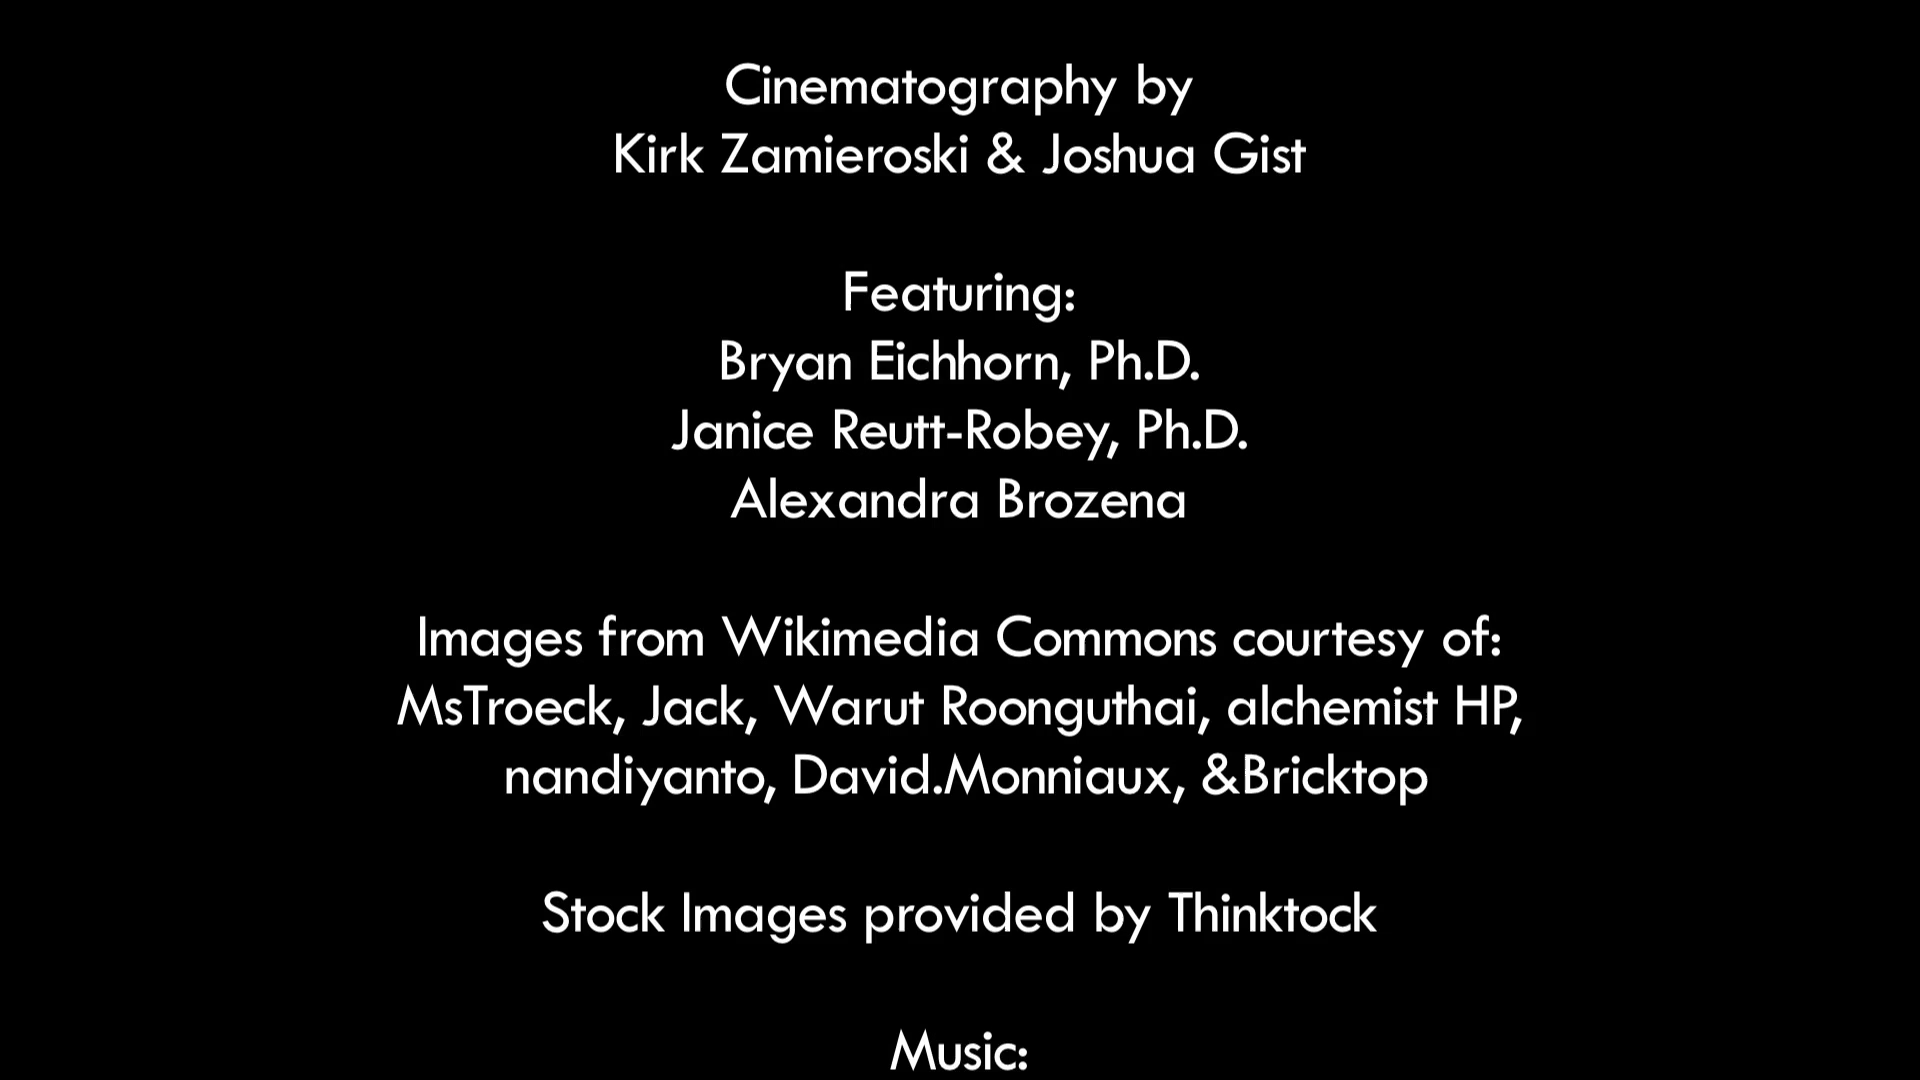 Cinematography by
Kirk Zamieroski & Joshua Gist
Featuring:
Bryan Eichhorn, Ph.D.
Janice Reutt-Robey, Ph.D.
Alexandra Brozena
Images from Wikimedia Commons courtesy of:
MsTroeck, Jack, Warut Roonguthai, alchemist HP,
nandiyanto, David.Monniaux, &Bricktop
Stock Images provided by Thinktock
Music: